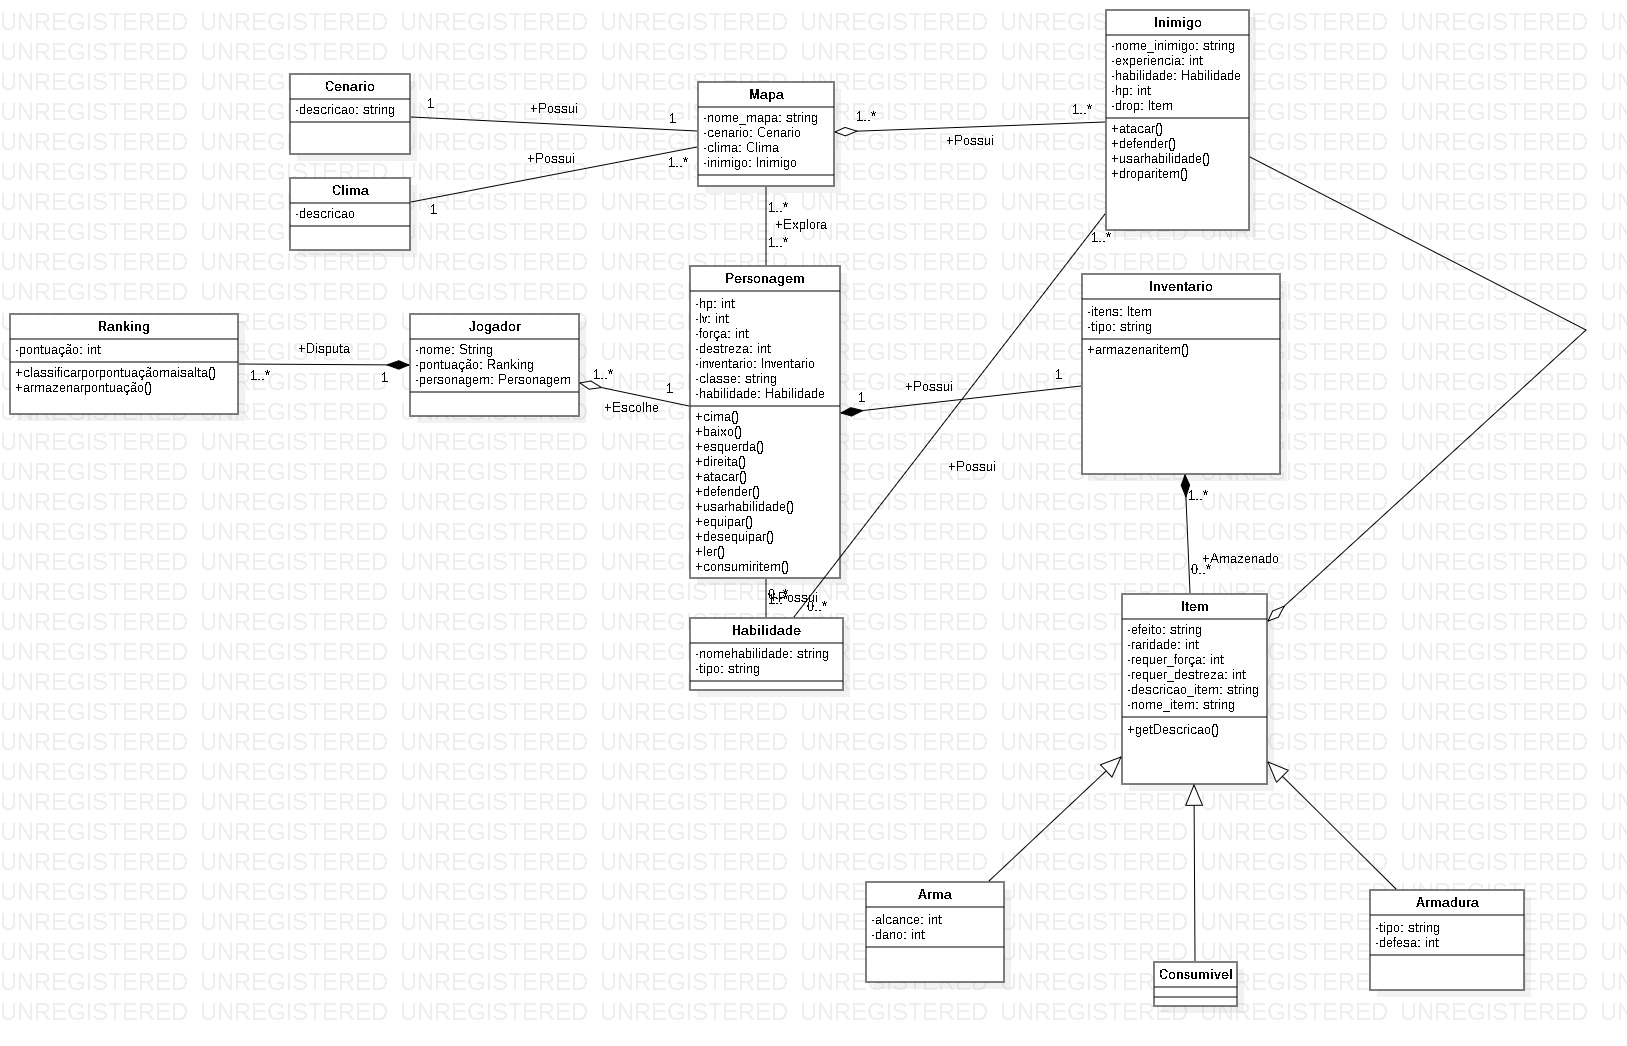 Cenario
-descricao: string
Clima
-descricao
Mapa
-nome_mapa: string
-cenario: Cenario
-clima: Clima
-inimigo: Inimigo
Inimigo
-nome_inimigo: string
-experiencia: int
-habilidade: Habilidade
-hp: int
-drop: Item
+atacar()
+defender()
+usarhabilidade()
+droparitem()
1
+Possui
1
+Possui
1..*
1
1..*
+Possui
1..*
1..*
+Explora
1..*
Ranking
-pontuação: int
+classificarporpontuaçãomaisalta()
+armazenarpontuação()
+Disputa
1..*
1
Jogador
-nome: String
-pontuação: Ranking
-personagem: Personagem
1..*
+Escolhe
1
Personagem
-hp: int
-lv: int
-força: int
-destreza: int
-inventario: Inventario
-classe: string
-habilidade: Habilidade
+cima()
+baixo()
+esquerda()
+direita()
+atacar()
+defender()
+usarhabilidade()
+equipar()
+desequipar()
+ler()
+consumiritem()
1
+Possui
1
Inventario
-itens: Item
-tipo: string
+armazenaritem()
1..*
+Possui
0..*
0..*
1..*
+Possui
Habilidade
-nomehabilidade: string
-tipo: string
1..*
+Amazenado
0..*
Item
-efeito: string
-raridade: int
-requer_força: int
-requer_destreza: int
-descricao_item: string
-nome_item: string
+getDescricao()
Arma
-alcance: int
-dano: int
Consumivel
Armadura
-tipo: string
-defesa: int
UNREGISTERED